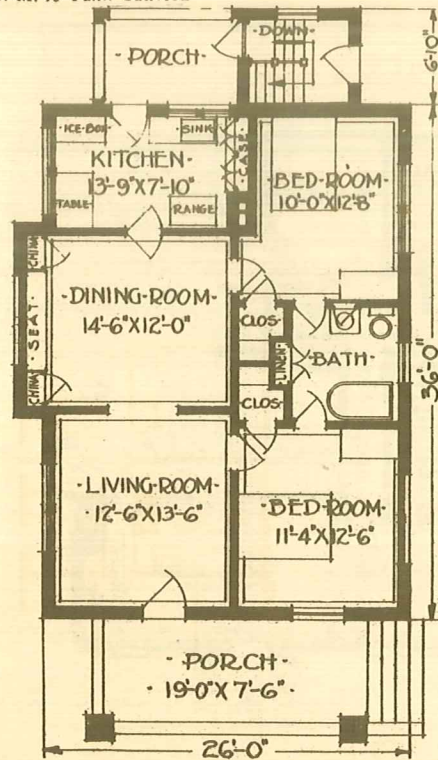 ·PORCH·
·DOWN·
6'-10"
ICE-BOX
SINK
CASE
KITCHEN·
13'-9"X7'-10"
TABLE
RANGE
·BED-ROOM·
10'-0"X12'-8"
CHINA
SEAT·
CHINA
·DINING-ROOM·
14'-6"X12'-0"
CLOS
LINEN
·BATH·
CLOS
36'-0"
·LIVING-ROOM·
12'-6"X13'-6"
·BED-ROOM·
11'-4"X12'-6"
PORCH·
·19'-0"X7'-6"·
26'-0"